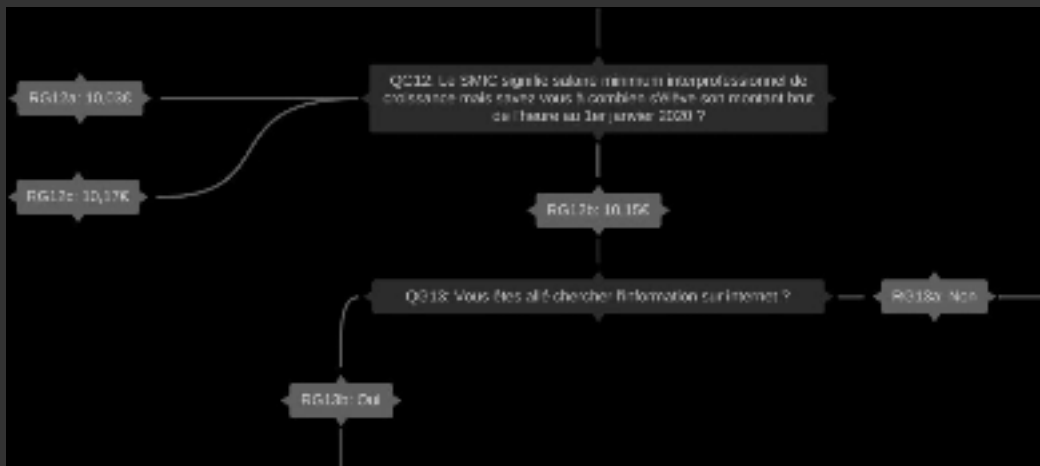 QG12: Le SMIC signifie salaire minimum interprofessionnel de
croissance mais savez vous à combien s'élève son montant brut
de l'heure au 1er janvier 2020 ?
RG12a: 10,03€
RG12c: 10,17€
RG12b: 10,15€
QG13: Vous êtes allé chercher l'information sur internet ?
RG13a: Non
RG13b: Oui